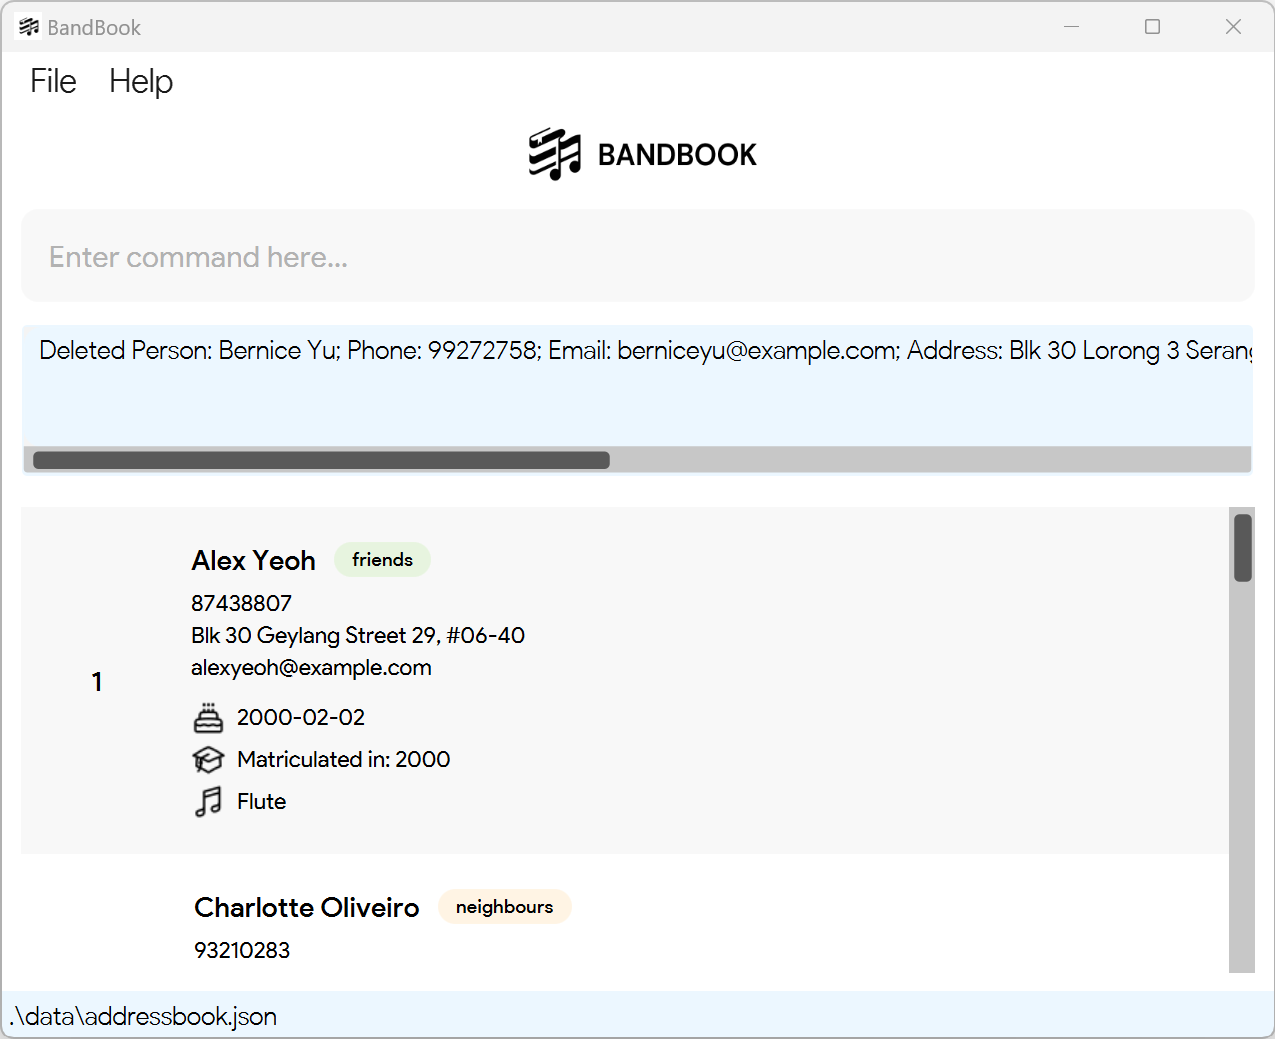 BandBook
File Help
BANDBOOK
Enter command here...
Deleted Person: Bernice Yu; Phone: 99272758; Email: berniceyu@example.com; Address: Blk 30 Lorong 3 Serang
Alex Yeoh friends
87438807
Blk 30 Geylang Street 29, #06-40
alexyeoh@example.com
1
2000-02-02
Matriculated in: 2000
Flute
Charlotte Oliveiro neighbours
93210283
.\data\addressbook.json